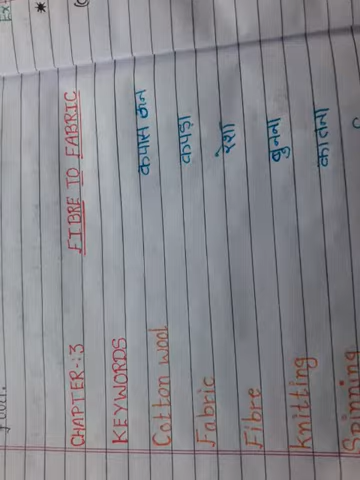 CHAPTER-:3 FIBRE TO FABRIC
KEYWORDS
Cotton wool कपास ऊन
Fabric कपड़ा
Fibre रेशा
Knitting बुनना
Spinning कातना